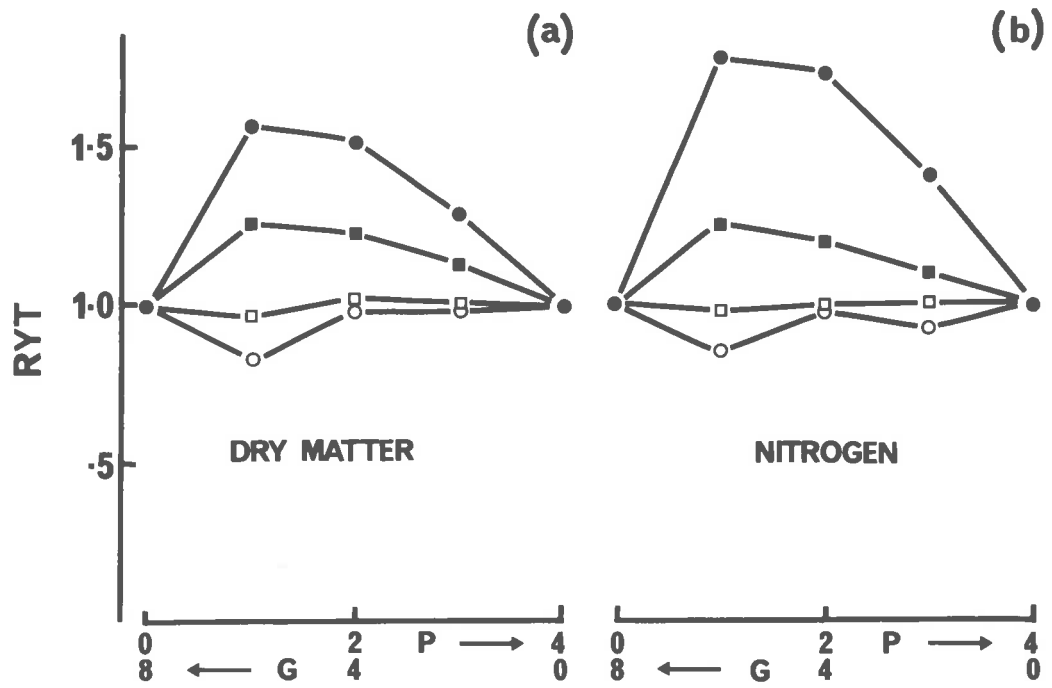 (a)
(b)
1·5
1·0
·5
RYT
DRY MATTER
NITROGEN
0 2 P 4
8 G 4 0
0 2 P 4
8 G 4 0